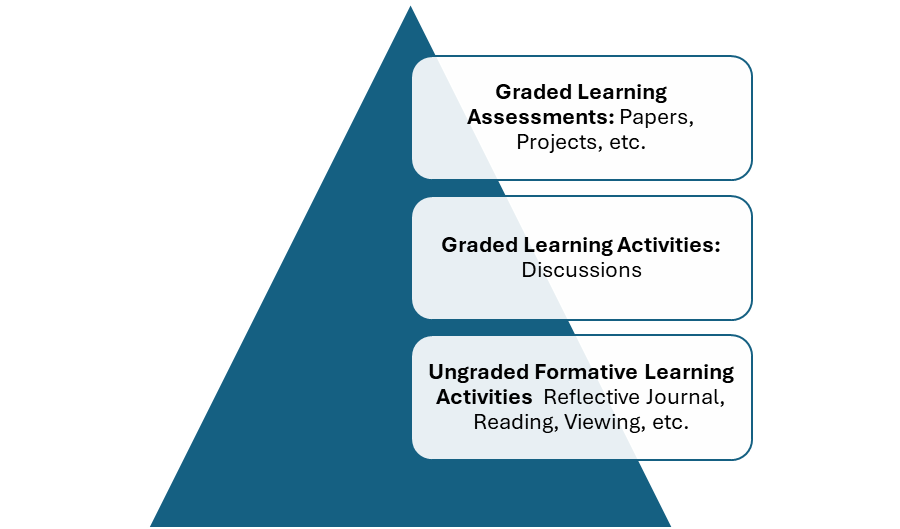 Graded Learning
Assessments: Papers,
Projects, etc.
Graded Learning Activities:
Discussions
Ungraded Formative Learning
Activities  Reflective Journal,
Reading, Viewing, etc.